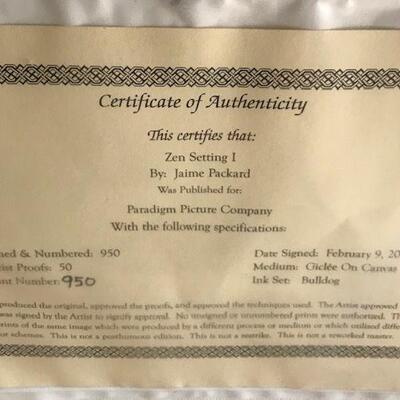 Certificate of Authenticity
This certifies that:
Zen Setting I
By: Jaime Packard
Was Published for:
Paradigm Picture Company
With the following specifications:
ned & Numbered: 950 Date Signed: February 9, 20
ist Proofs: 50 Medium: Giclée On Canvas
nt Number: 950 Ink Set: Bulldog
produced the original, approved the proofs, and approved the techniques used. The Artist approved
was signed by the Artist to signify approval. No unsigned or unnumbered prints were authorized. Th
rints of the same image which were produced by a different process or medium or which utilised differ
or schemes. This is not a posthumous edition. This is not a restrike. This is not a reworked master.